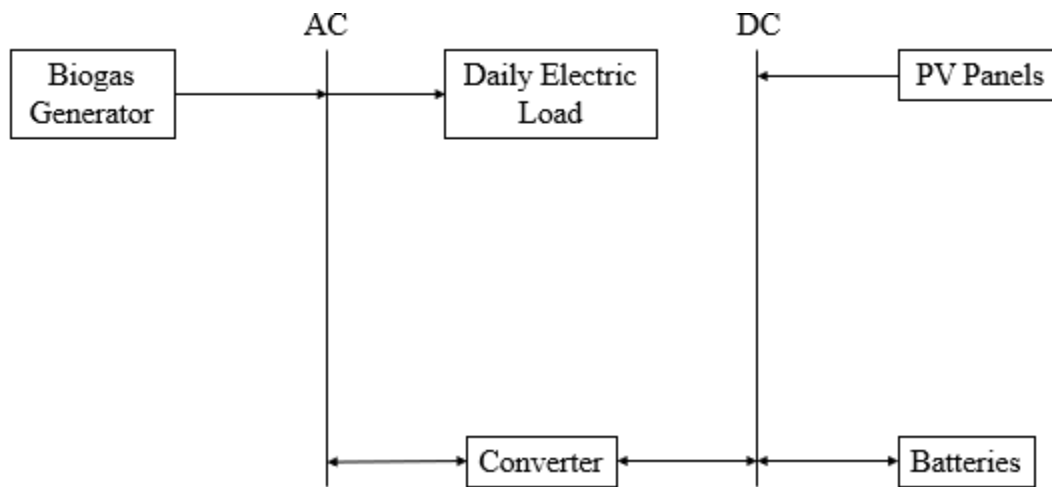 AC
DC
Biogas
Generator
Daily Electric
Load
PV Panels
Converter
Batteries